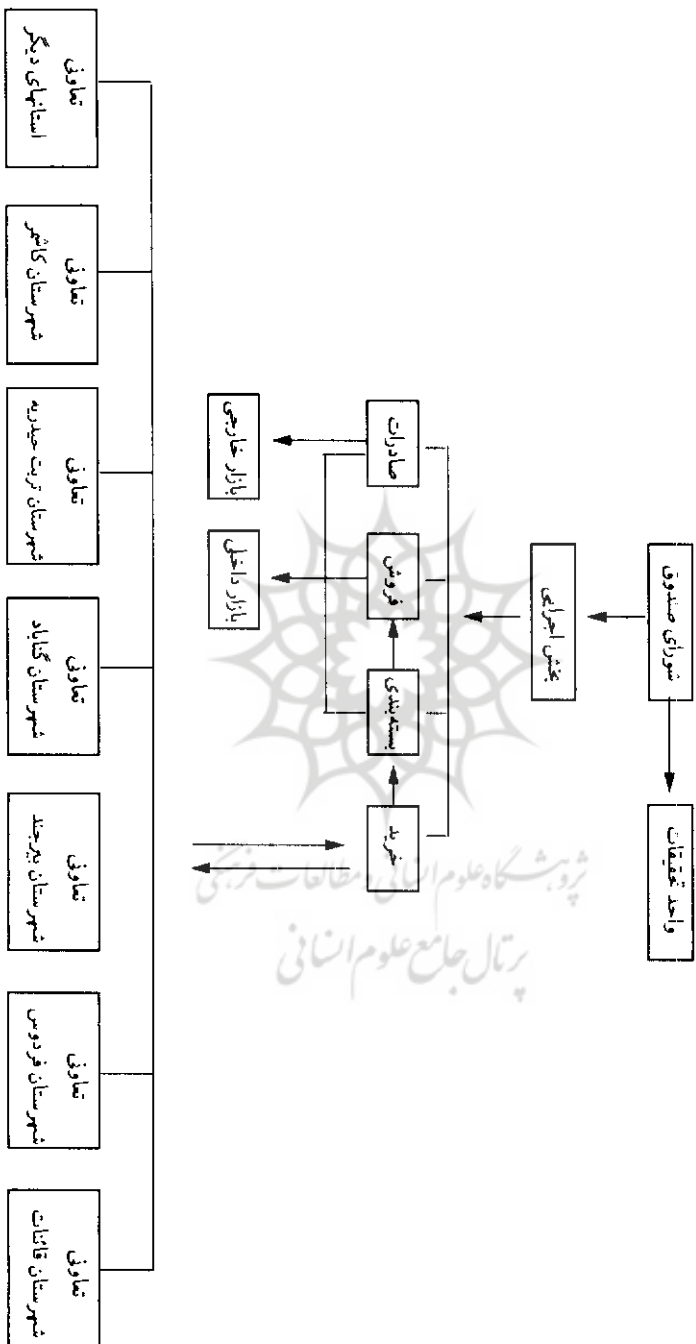 شورای صندوق
واحد تحقیقات
بخش اجرایی
خرید
بسته‌بندی
فروش
صادرات
بازار داخلی
بازار خارجی
تعاونی
شهرستان قائنات
تعاونی
شهرستان فردوس
تعاونی
شهرستان بیرجند
تعاونی
شهرستان گناباد
تعاونی
شهرستان تربت حیدریه
تعاونی
شهرستان کاشمر
تعاونی
استانهای دیگر
پژوهشگاه علوم انسانی و مطالعات فرهنگی
پرتال جامع علوم انسانی